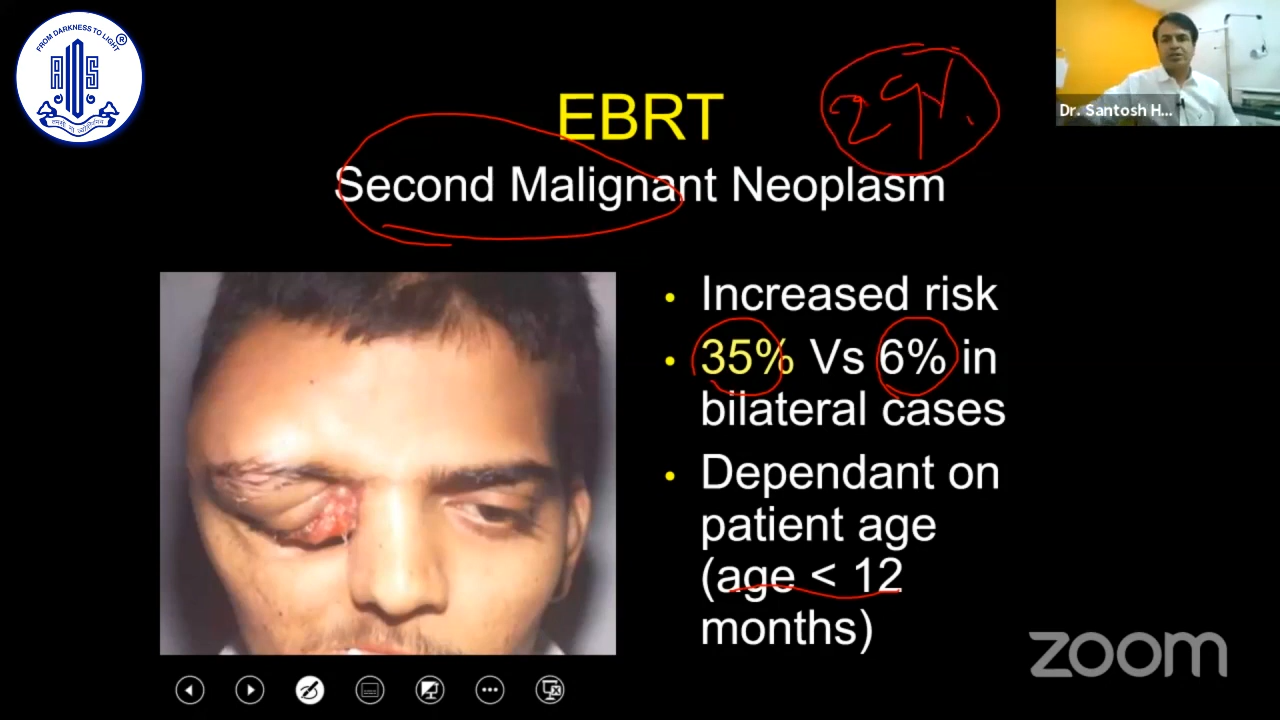 FROM DARKNESS TO LIGHT
®
AIOS
EBRT
Second Malignant Neoplasm
Dr. Santosh H...
• Increased risk
• 35% Vs 6% in
bilateral cases
• Dependant on
patient age
(age < 12
months)
zoom